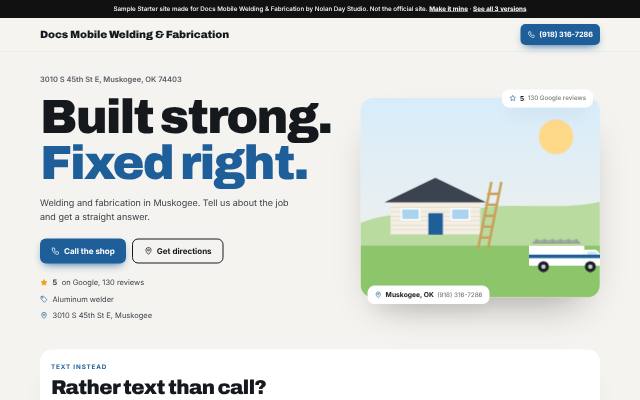 Sample Starter site made for Docs Mobile Welding & Fabrication by Nolan Day Studio. Not the official site. Make it mine · See all 3 versions
Docs Mobile Welding & Fabrication
(918) 316-7286
3010 S 45th St E, Muskogee, OK 74403
Built strong.
Fixed right.
Welding and fabrication in Muskogee. Tell us about the job
and get a straight answer.
Call the shop
Get directions
5 on Google, 130 reviews
Aluminum welder
3010 S 45th St E, Muskogee
5 130 Google reviews
Muskogee, OK (918) 316-7286
TEXT INSTEAD
Rather text than call?